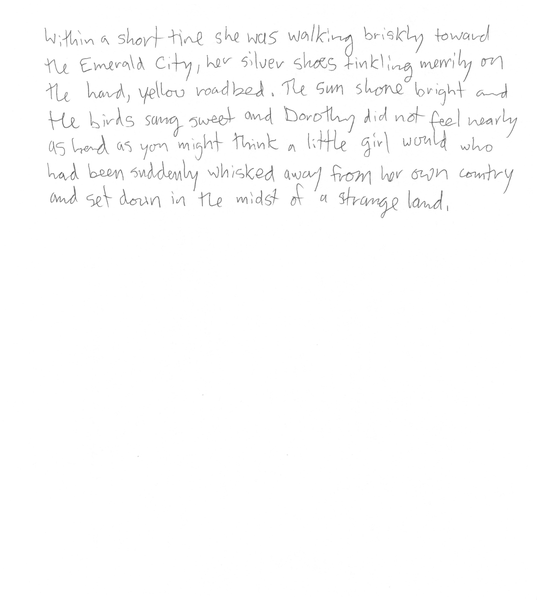 Within a short time she was walking briskly toward
the Emerald City, her silver shoes tinkling merrily on
the hard, yellow roadbed. The sun shone bright and
the birds sang sweet and Dorothy did not feel nearly
as bad as you might think a little girl would who
had been suddenly whisked away from her own country
and set down in the midst of a strange land.